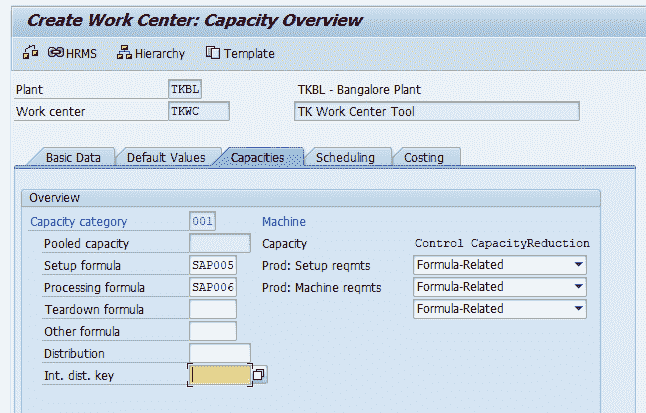 Create Work Center: Capacity Overview
HRMS Hierarchy Template
Plant TKBL TKBL - Bangalore Plant
Work center TKWC TK Work Center Tool
Basic Data Default Values Capacities Scheduling Costing
Overview
Capacity category 001 Machine
Pooled capacity Capacity Control CapacityReduction
Setup formula SAP005 Prod: Setup reqmts Formula-Related
Processing formula SAP006 Prod: Machine reqmts Formula-Related
Teardown formula Formula-Related
Other formula
Distribution
Int. dist. key